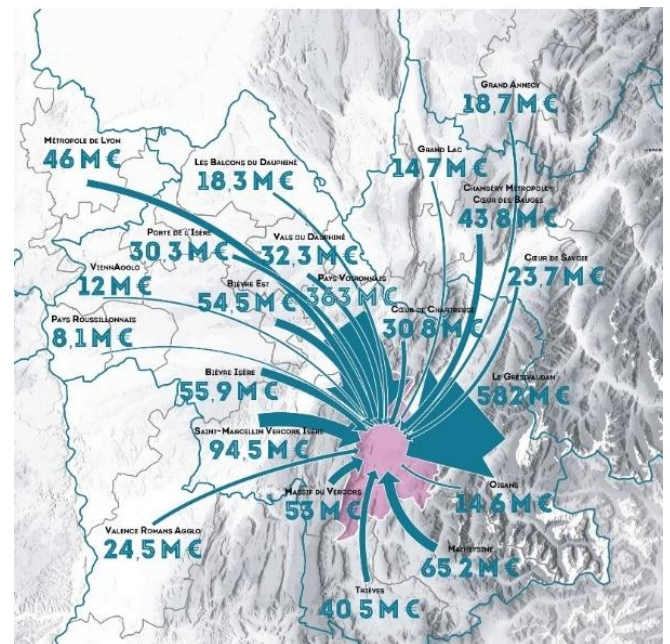 GRAND ANNECY
18,7 M €
MÉTROPOLE DE LYON
46 M €
LES BALCONS DU DAUPHINÉ
18.3 M €
GRAND LAC
14,7 M €
CHAMBÉRY MÉTROPOLE-
CŒUR DES BAUGES
43.8 M €
PORTE DE L'ISÈRE
30.3 M €
VALS DU DAUPHINÉ
32.3 M €
CŒUR DE SAVOIE
23.7 M €
VIENNAGGLO
12 M €
BIÈVRE EST
54.5 M €
PAYS VOIRONNAIS
363 M €
CŒUR DE CHARTREUSE
30.8 M €
PAYS ROUSSILLONNAIS
8.1 M €
BIÈVRE ISÈRE
55.9 M €
LE GRÉSIVAUDAN
582 M €
SAINT-MARCELLIN VERCORS ISÈRE
94.5 M €
MASSIF DU VERCORS
53 M €
OISANS
14.6 M €
VALENCE ROMANS AGGLO
24,5 M €
MATHEYSINE
65.2 M €
TRIÈVES
40.5 M €